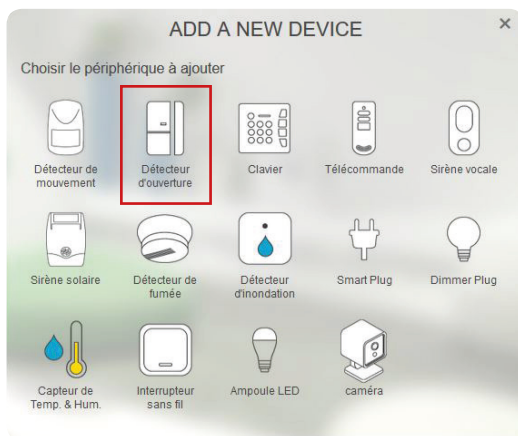 ADD A NEW DEVICE
×
Choisir le périphérique à ajouter
Détecteur de
mouvement
Détecteur
d'ouverture
Clavier
Télécommande
Sirène vocale
Sirène solaire
Détecteur de
fumée
Détecteur
d'inondation
Smart Plug
Dimmer Plug
Capteur de
Temp. & Hum.
Interrupteur
sans fil
Ampoule LED
caméra